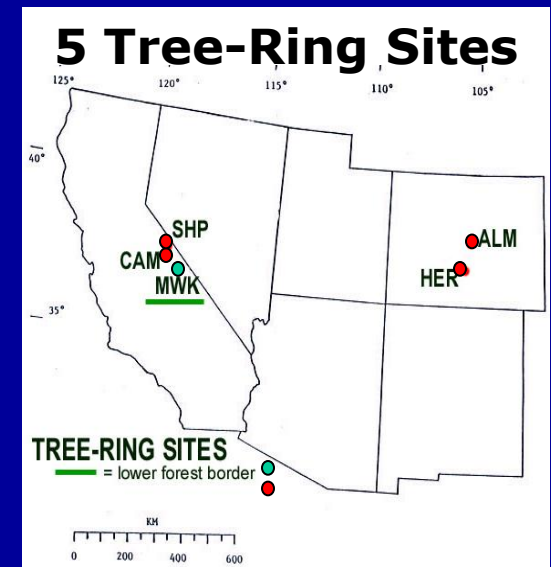 5 Tree-Ring Sites
125° 120° 115° 110° 105°
40°
SHP
ALM
CAM
HER
MWK
35°
TREE-RING SITES
= lower forest border
KM
0 200 400 600